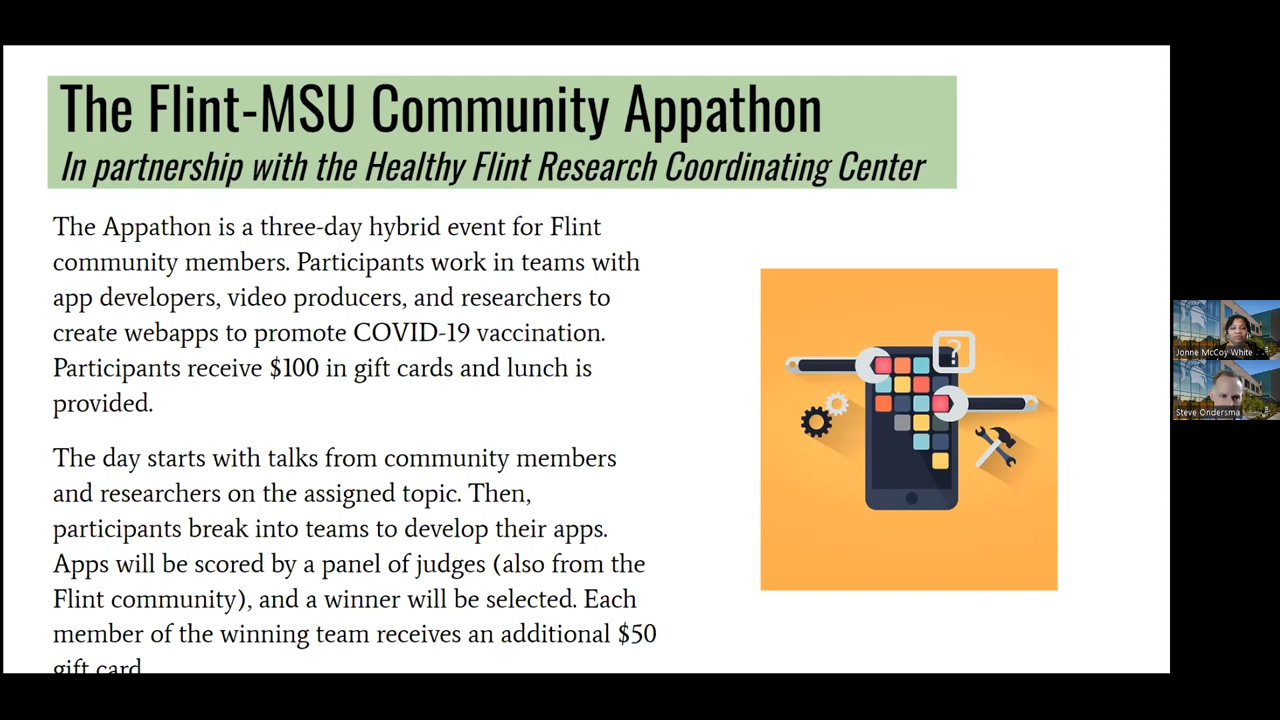 The Flint-MSU Community Appathon
In partnership with the Healthy Flint Research Coordinating Center
The Appathon is a three-day hybrid event for Flint
community members. Participants work in teams with
app developers, video producers, and researchers to
create webapps to promote COVID-19 vaccination.
Participants receive $100 in gift cards and lunch is
provided.
The day starts with talks from community members
and researchers on the assigned topic. Then,
participants break into teams to develop their apps.
Apps will be scored by a panel of judges (also from the
Flint community), and a winner will be selected. Each
member of the winning team receives an additional $50
gift card
?
Jonne McCoy White
Steve Ondersma